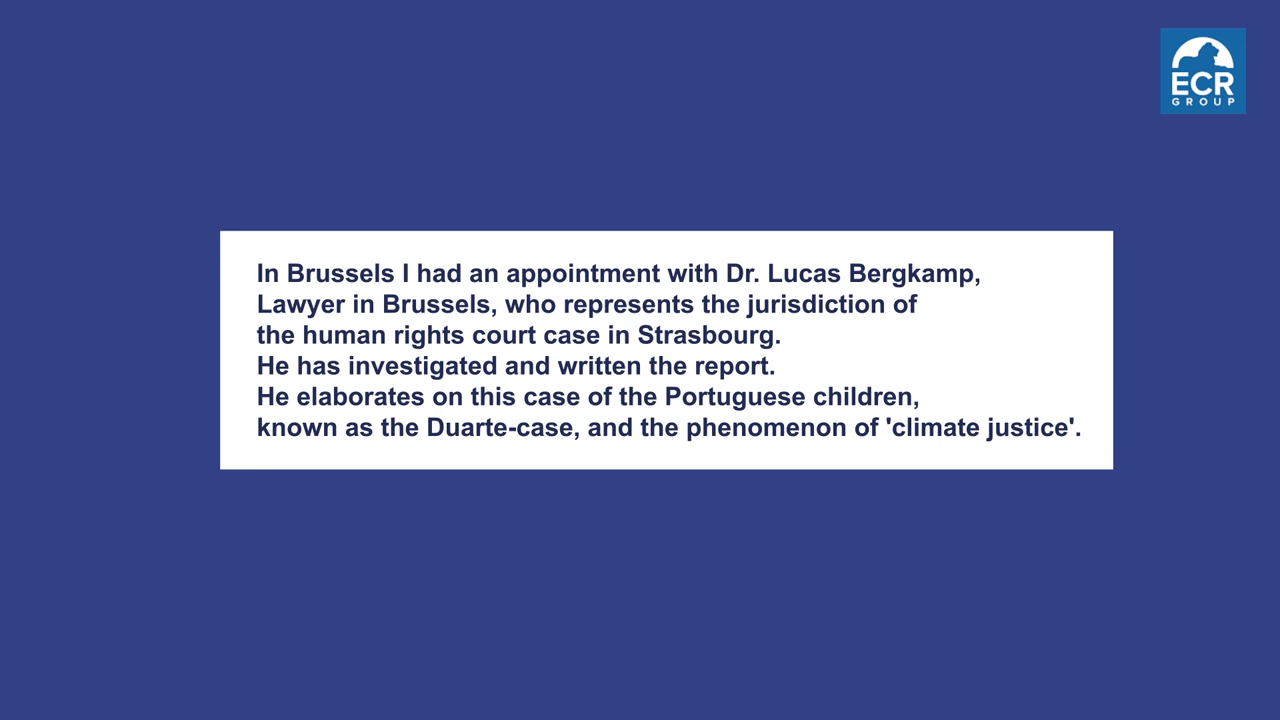 ECR
GROUP
In Brussels I had an appointment with Dr. Lucas Bergkamp,
Lawyer in Brussels, who represents the jurisdiction of
the human rights court case in Strasbourg.
He has investigated and written the report.
He elaborates on this case of the Portuguese children,
known as the Duarte-case, and the phenomenon of 'climate justice'.